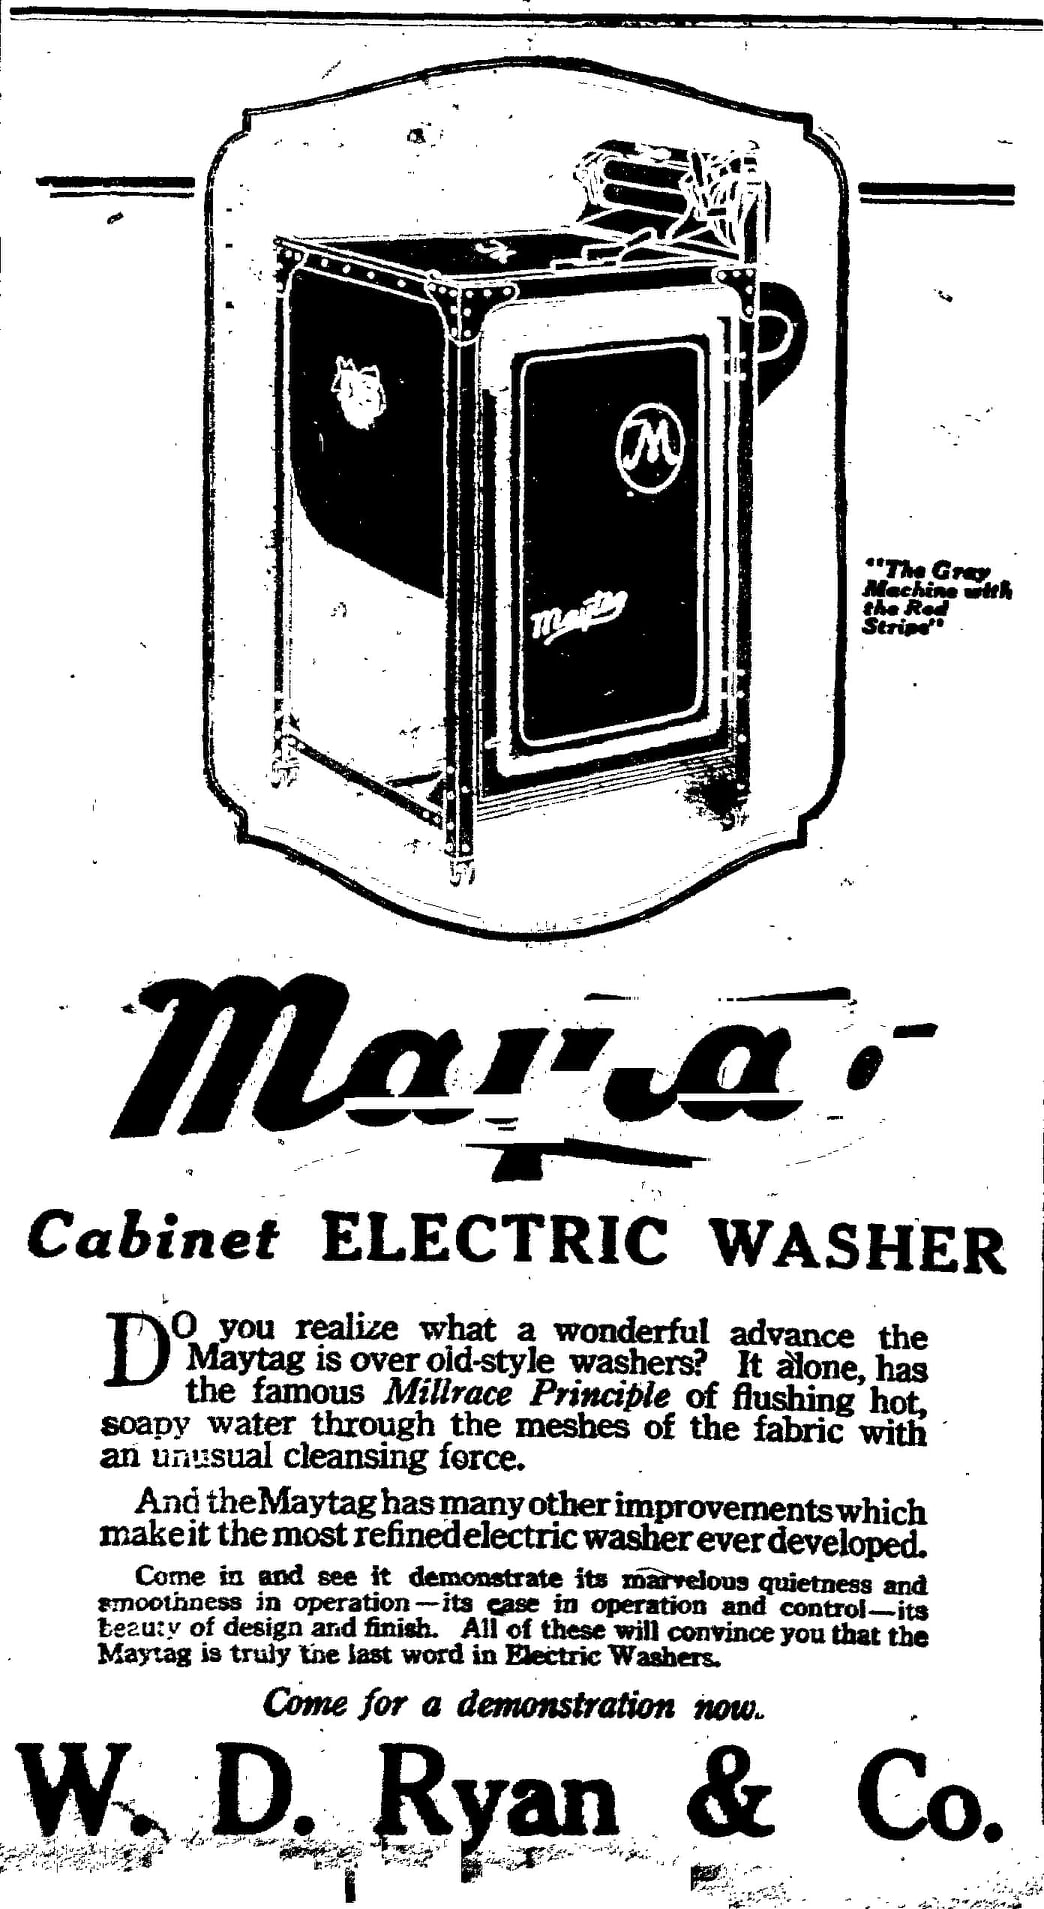 M
Maytag
"The Gray
Machine with
the Red
Stripe"
Maytag
Cabinet ELECTRIC WASHER
DO you realize what a wonderful advance the
Maytag is over old-style washers? It alone, has
the famous Millrace Principle of flushing hot,
soapy water through the meshes of the fabric with
an unusual cleansing force.
And the Maytag has many other improvements which
make it the most refined electric washer ever developed.
Come in and see it demonstrate its marvelous quietness and
smoothness in operation—its ease in operation and control—its
beauty of design and finish. All of these will convince you that the
Maytag is truly the last word in Electric Washers.
Come for a demonstration now.
W. D. Ryan & Co.